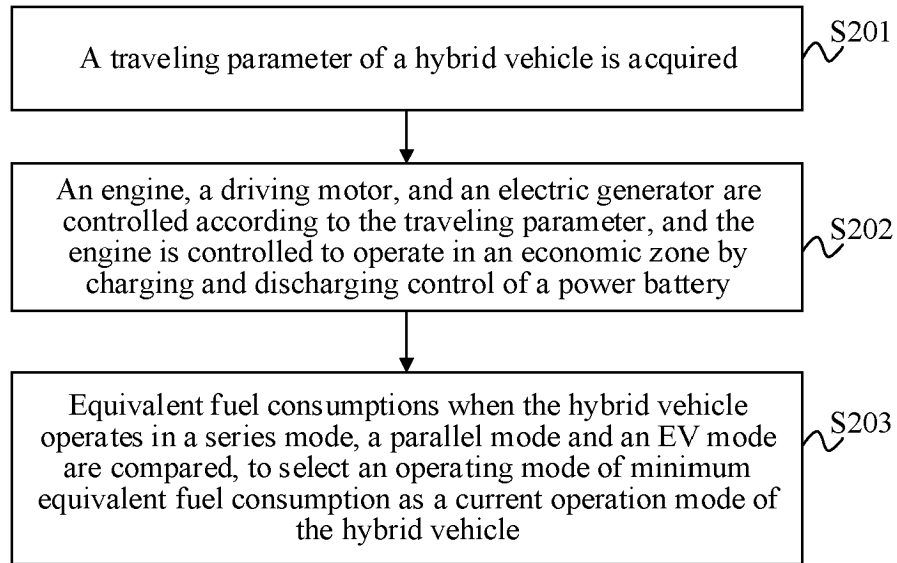 A traveling parameter of a hybrid vehicle is acquired
S201
An engine, a driving motor, and an electric generator are
controlled according to the traveling parameter, and the
engine is controlled to operate in an economic zone by
charging and discharging control of a power battery
S202
Equivalent fuel consumptions when the hybrid vehicle
operates in a series mode, a parallel mode and an EV mode
are compared, to select an operating mode of minimum
equivalent fuel consumption as a current operation mode of
the hybrid vehicle
S203